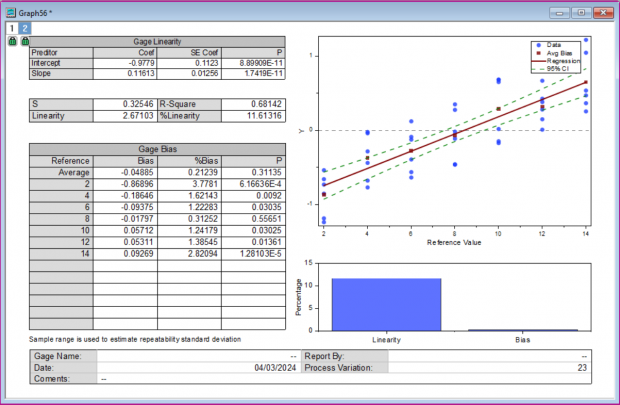 Graph56 *
1 2
Gage Linearity
Preditor Coef SE Coef P
Intercept -0.9779 0.1123 8.89909E-11
Slope 0.11613 0.01256 1.7419E-11
S 0.32546 R-Square 0.68142
Linearity 2.67103 %Linearity 11.61316
Gage Bias
Reference Bias %Bias P
Average -0.04885 0.21239 0.31135
2 -0.86896 3.7781 6.16636E-4
4 -0.18646 1.62143 0.0092
6 -0.09375 1.22283 0.03035
8 -0.01797 0.31252 0.55651
10 0.05712 1.24179 0.03025
12 0.05311 1.38545 0.01361
14 0.09269 2.82094 1.28103E-5
Sample range is used to estimate repeatability standard deviation
Data
Avg Bias
Regression
95% CI
1
0
-1
Y
2 4 6 8 10 12 14
Reference Value
15
10
5
0
Percentage
Linearity Bias
Gage Name: -- Report By: --
Date: 04/03/2024 Process Variation: 23
Coments: --